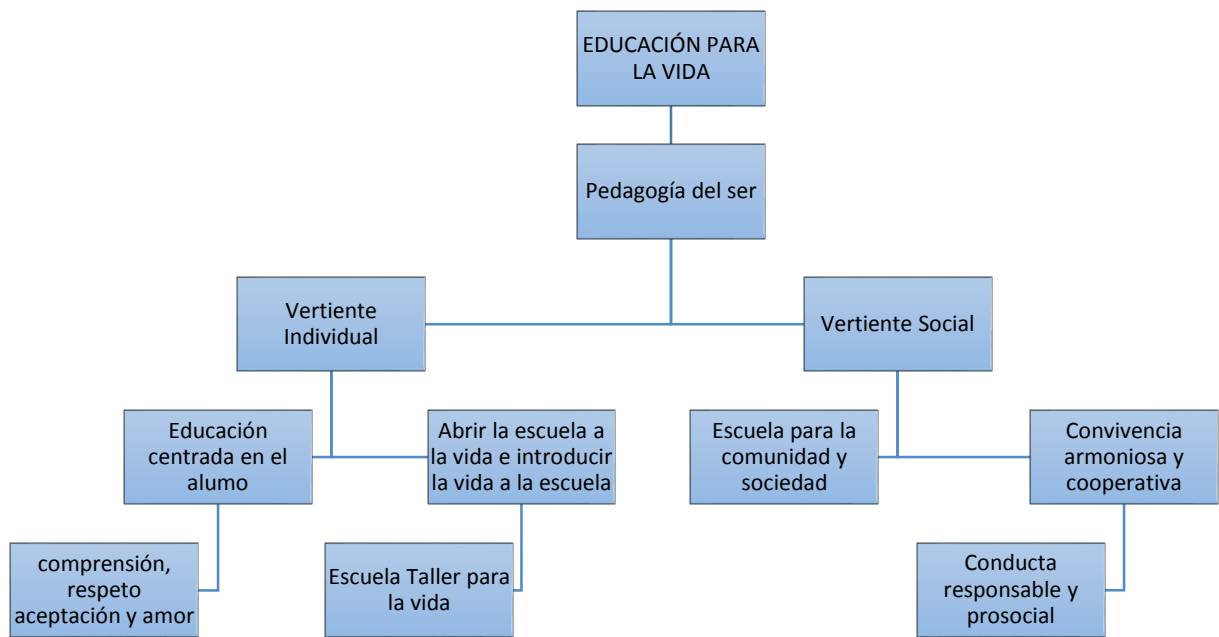 EDUCACIÓN PARA
LA VIDA
Pedagogía del ser
Vertiente
Individual
Vertiente Social
Educación
centrada en el
alumo
Abrir la escuela a
la vida e introducir
la vida a la escuela
Escuela para la
comunidad y
sociedad
Convivencia
armoniosa y
cooperativa
comprensión,
respeto
aceptación y amor
Escuela Taller para
la vida
Conducta
responsable y
prosocial